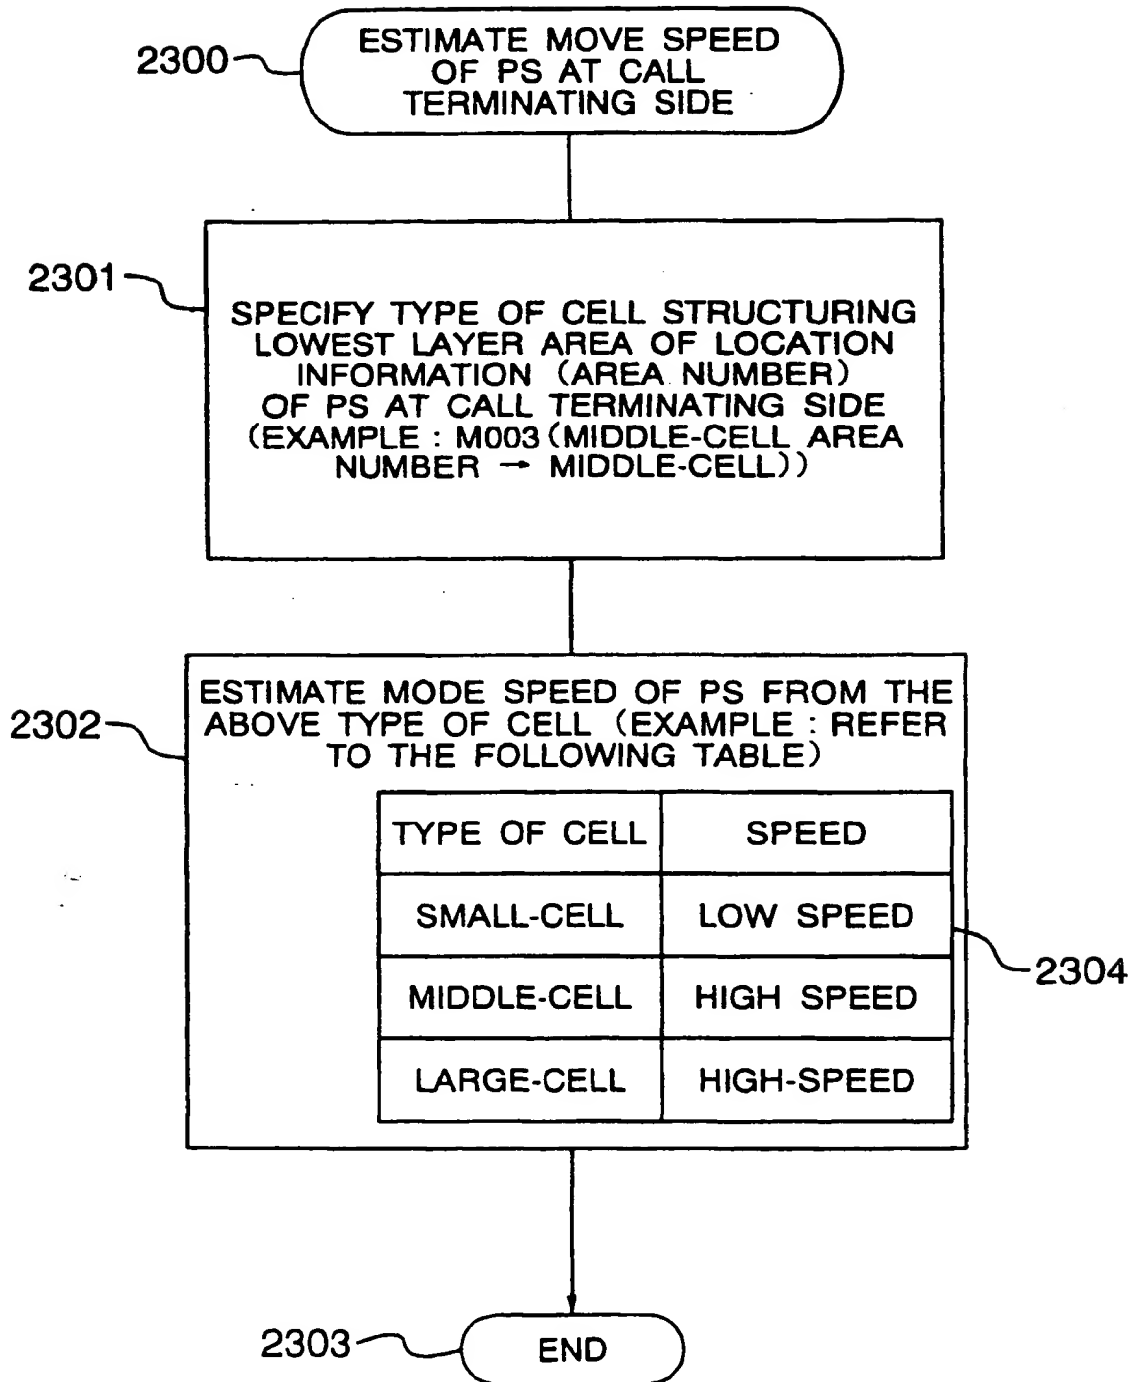 2300
ESTIMATE MOVE SPEED
OF PS AT CALL
TERMINATING SIDE
2301
SPECIFY TYPE OF CELL STRUCTURING
LOWEST LAYER AREA OF LOCATION
INFORMATION (AREA NUMBER)
OF PS AT CALL TERMINATING SIDE
(EXAMPLE : M003 (MIDDLE-CELL AREA
NUMBER → MIDDLE-CELL))
2302
ESTIMATE MODE SPEED OF PS FROM THE
ABOVE TYPE OF CELL (EXAMPLE : REFER
TO THE FOLLOWING TABLE)
TYPE OF CELL SPEED
SMALL-CELL LOW SPEED
MIDDLE-CELL HIGH SPEED
LARGE-CELL HIGH-SPEED
2304
2303
END